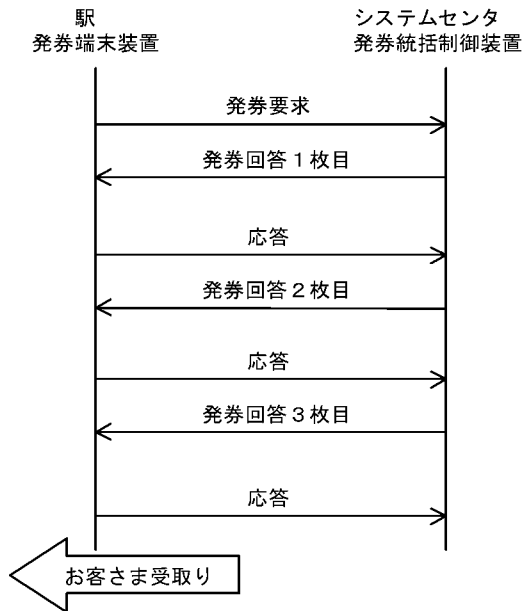 駅
発券端末装置
システムセンタ
発券統括制御装置
発券要求
発券回答１枚目
応答
発券回答２枚目
応答
発券回答３枚目
応答
お客さま受取り